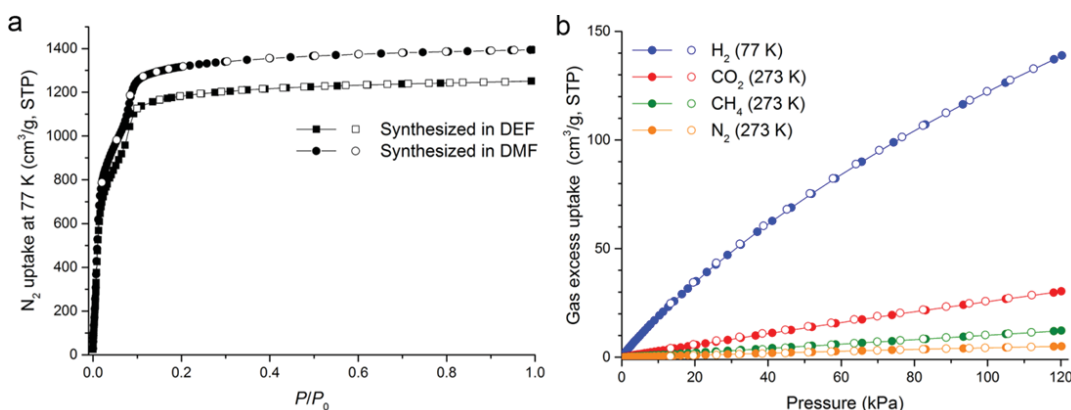 a
N₂ uptake at 77 K (cm³/g, STP)
1400
1200
1000
800
600
400
200
0
0.0 0.2 0.4 0.6 0.8 1.0
P/P₀
Synthesized in DEF
Synthesized in DMF
b
Gas excess uptake (cm³/g, STP)
150
100
50
0
0 20 40 60 80 100 120
Pressure (kPa)
H₂ (77 K)
CO₂ (273 K)
CH₄ (273 K)
N₂ (273 K)